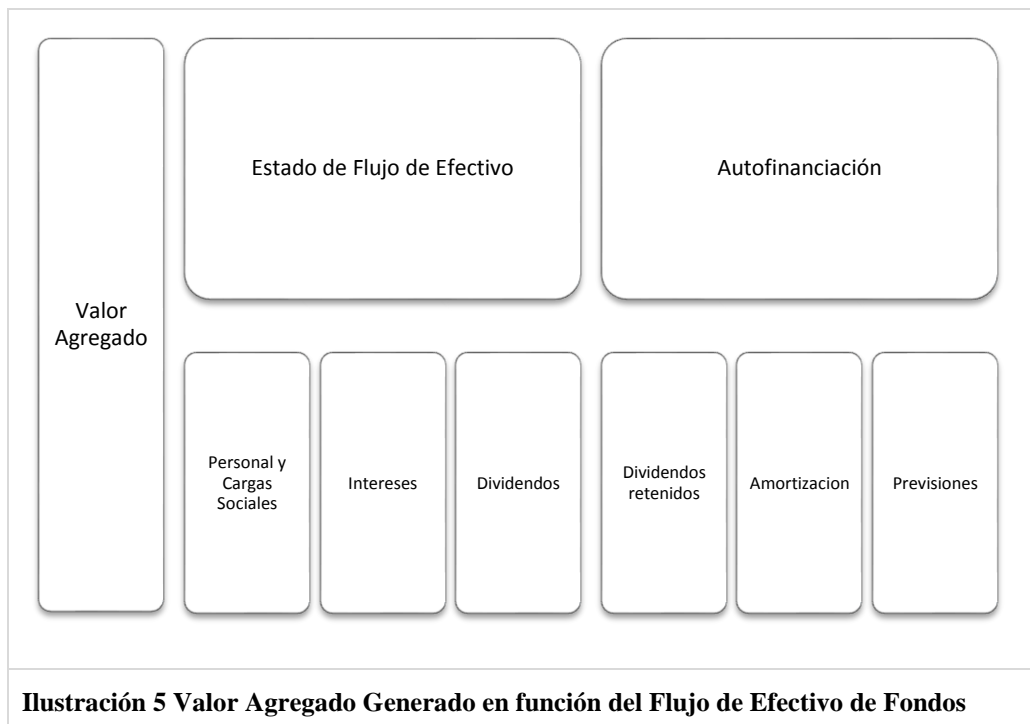 Valor
Agregado
Estado de Flujo de Efectivo
Autofinanciación
Personal y
Cargas
Sociales
Intereses
Dividendos
Dividendos
retenidos
Amortizacion
Previsiones
Ilustración 5 Valor Agregado Generado en función del Flujo de Efectivo de Fondos